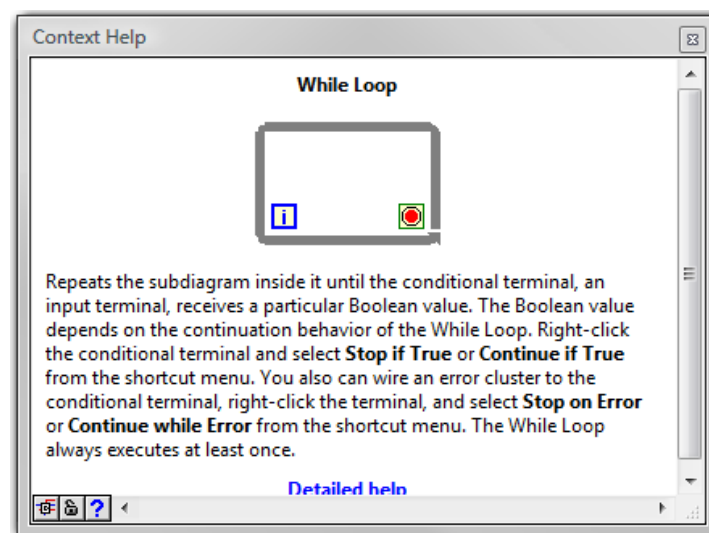 Context Help
While Loop
i
Repeats the subdiagram inside it until the conditional terminal, an
input terminal, receives a particular Boolean value. The Boolean value
depends on the continuation behavior of the While Loop. Right-click
the conditional terminal and select Stop if True or Continue if True
from the shortcut menu. You also can wire an error cluster to the
conditional terminal, right-click the terminal, and select Stop on Error
or Continue while Error from the shortcut menu. The While Loop
always executes at least once.
Detailed help
?